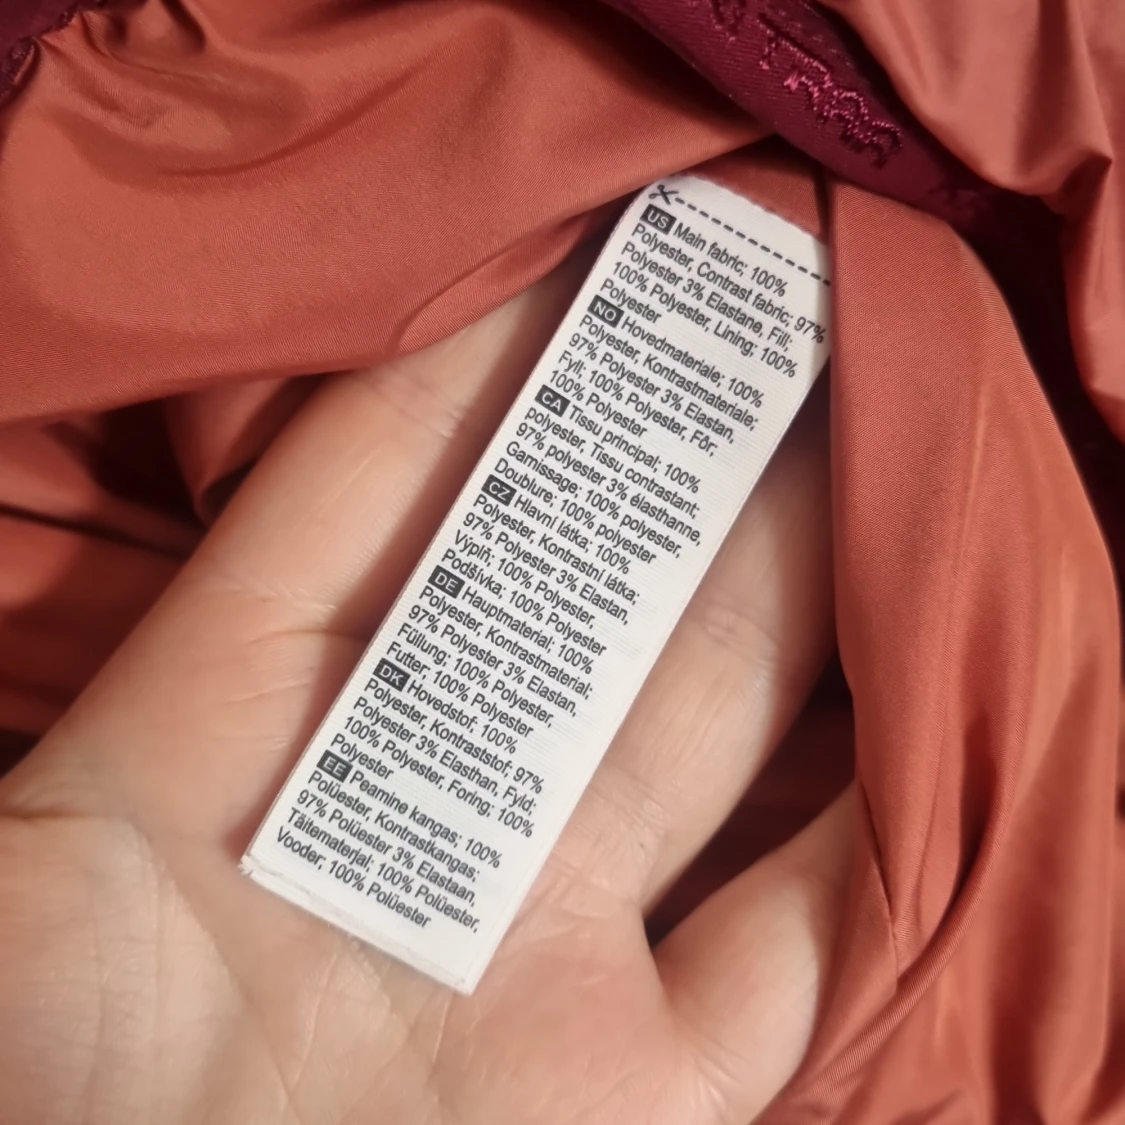 US Main fabric; 100%
Polyester, Contrast fabric; 97%
Polyester 3% Elastane, Fill;
100% Polyester, Lining; 100%
Polyester
NO Hovedmateriale; 100%
Polyester, Kontrastmateriale;
97% Polyester 3% Elastan,
Fyll; 100% Polyester, Fôr;
100% Polyester
CA Tissu principal; 100%
polyester, Tissu contrastant;
97% polyester 3% élasthanne,
Garnissage; 100% polyester,
Doublure; 100% polyester
CZ Hlavní látka; 100%
Polyester, Kontrastní látka;
97% Polyester 3% Elastan,
Výplň; 100% Polyester,
Podšívka; 100% Polyester
DE Hauptmaterial; 100%
Polyester, Kontrastmaterial;
97% Polyester 3% Elastan,
Füllung; 100% Polyester,
Futter; 100% Polyester
DK Hovedstof; 100%
Polyester, Kontraststof; 97%
Polyester 3% Elasthan, Fyld;
100% Polyester, Foring; 100%
Polyester
EE Peamine kangas; 100%
Polüester, Kontrastkangas;
97% Polüester 3% Elastaan,
Täitematerjal; 100% Polüester,
Vooder; 100% Polüester